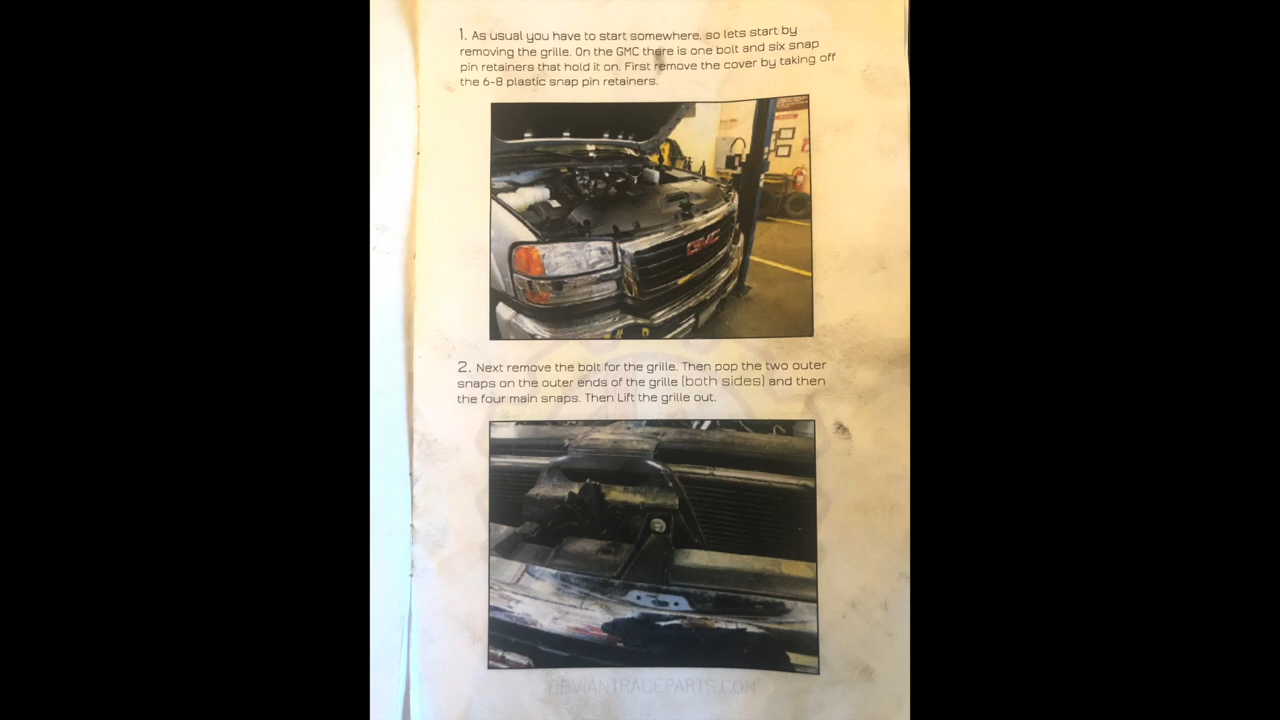 1. As usual you have to start somewhere, so lets start by
removing the grille. On the GMC there is one bolt and six snap
pin retainers that hold it on. First remove the cover by taking off
the 6-8 plastic snap pin retainers.
GMC
2. Next remove the bolt for the grille. Then pop the two outer
snaps on the outer ends of the grille (both sides) and then
the four main snaps. Then Lift the grille out.
DEVIANTRACEPARTS.COM